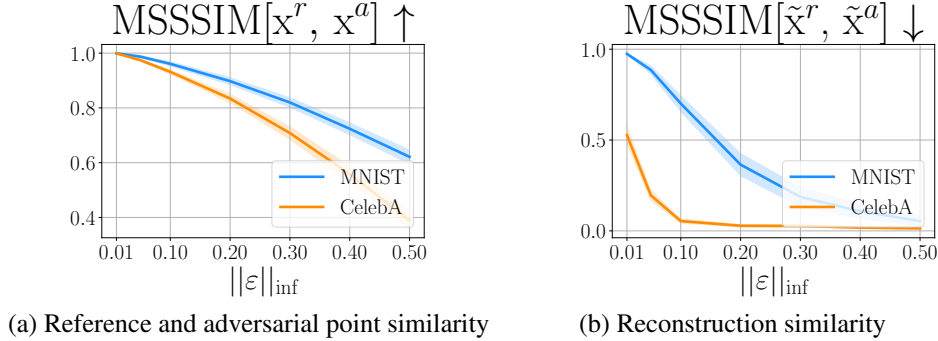 MSSSIM[x^r, x^a] ↑
1.0
0.8
0.6
0.4
MNIST
CelebA
0.01 0.10 0.20 0.30 0.40 0.50
||ε||inf
(a) Reference and adversarial point similarity
MSSSIM[x̃^r, x̃^a] ↓
1.0
0.5
0.0
MNIST
CelebA
0.01 0.10 0.20 0.30 0.40 0.50
||ε||inf
(b) Reconstruction similarity